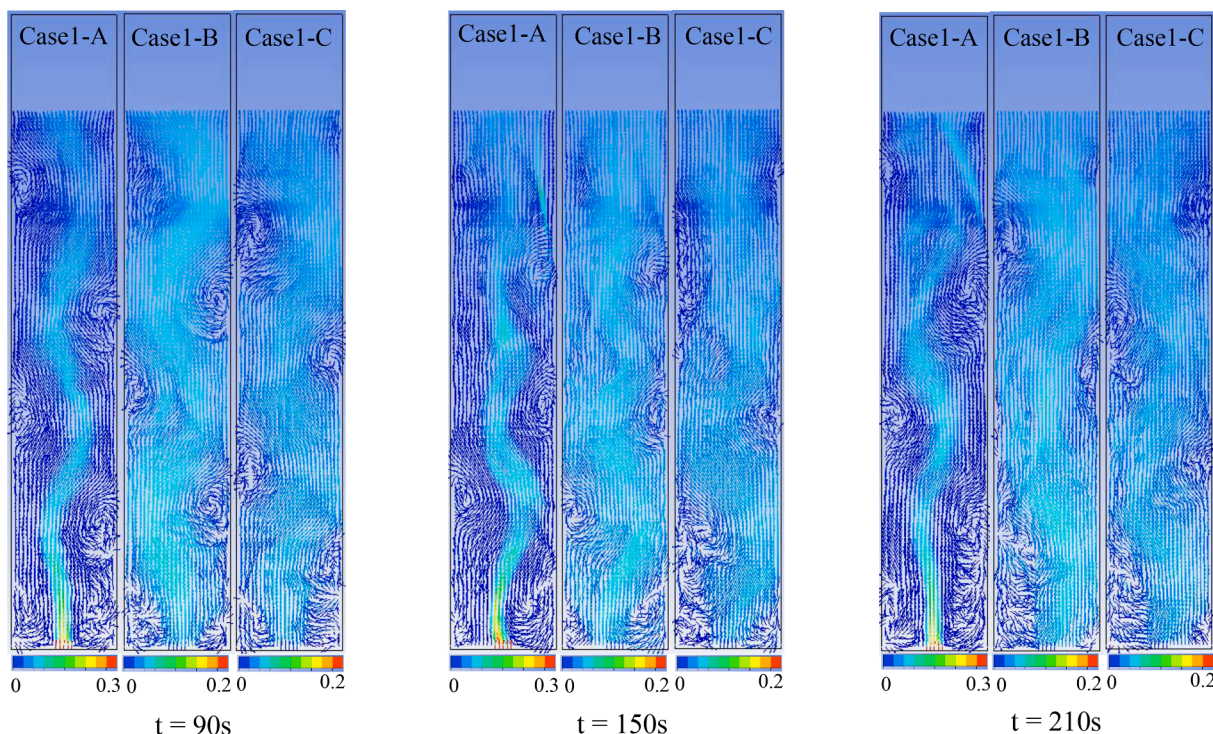 Case1-A Case1-B Case1-C Case1-A Case1-B Case1-C Case1-A Case1-B Case1-C
0 0.3 0 0.2 0 0.2 0 0.3 0 0.2 0 0.2 0 0.3 0 0.2 0 0.2
t = 90s t = 150s t = 210s